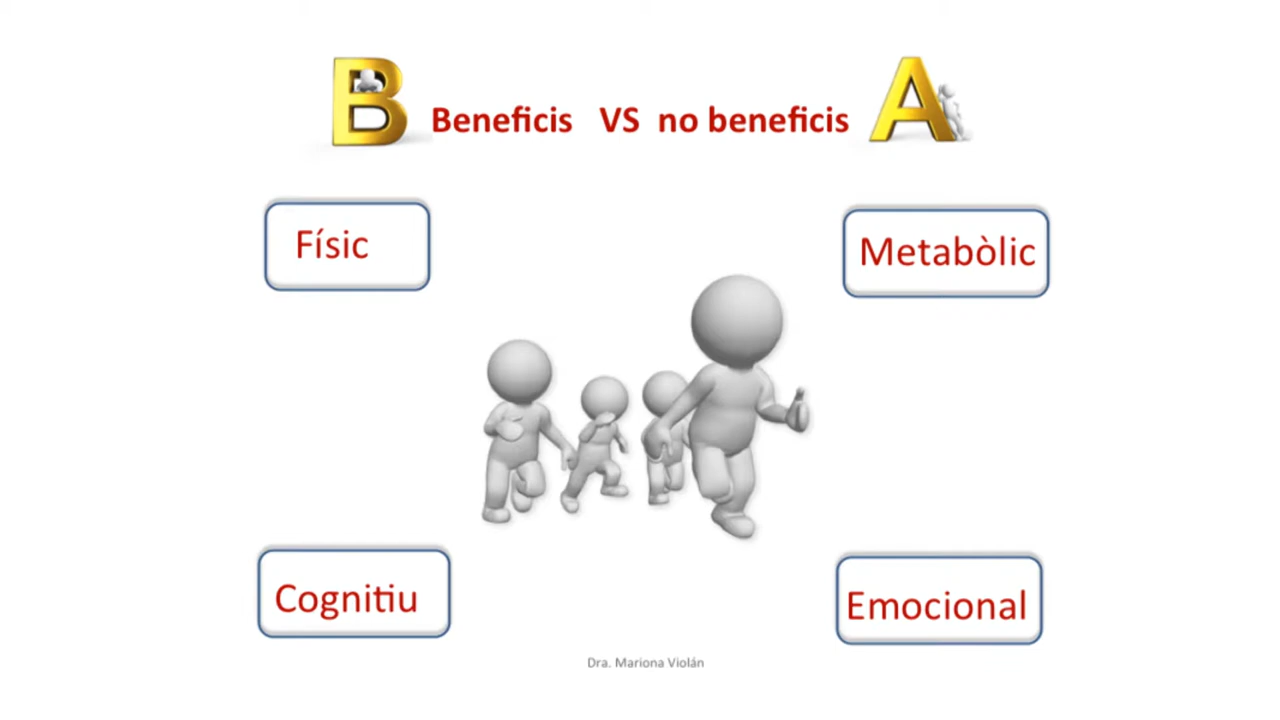 B Beneficis VS no beneficis A
Físic
Metabòlic
Cognitiu
Emocional
Dra. Mariona Violán